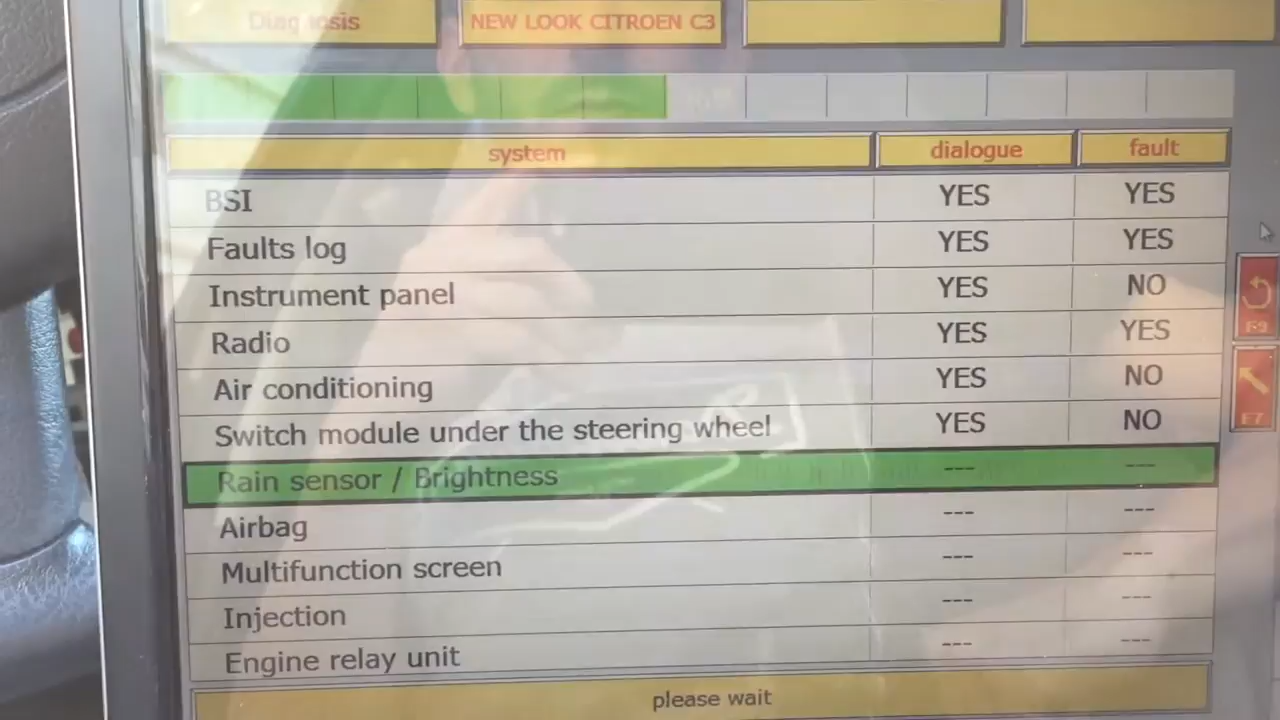 Diagnosis NEW LOOK CITROEN C3
system dialogue fault
BSI YES YES
Faults log YES YES
Instrument panel YES NO
Radio YES YES
Air conditioning YES NO
Switch module under the steering wheel YES NO
Rain sensor / Brightness --- ---
Airbag --- ---
Multifunction screen --- ---
Injection --- ---
Engine relay unit --- ---
please wait
F9
F7